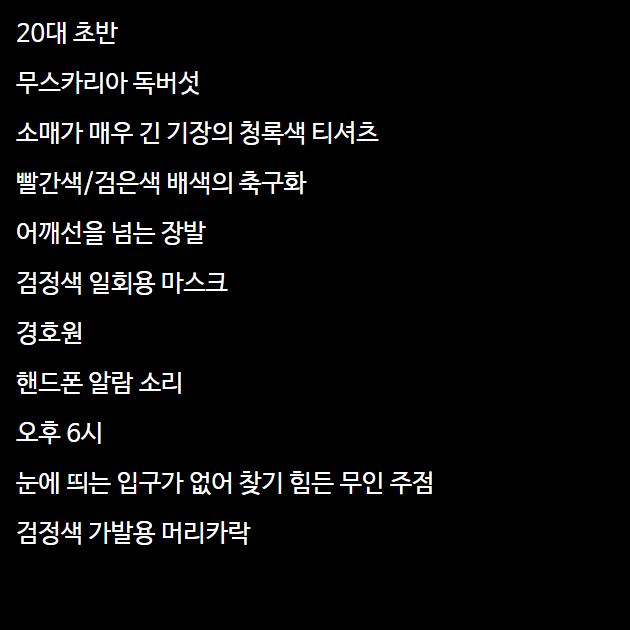 20대 초반
무스카리아 독버섯
소매가 매우 긴 기장의 청록색 티셔츠
빨간색/검은색 배색의 축구화
어깨선을 넘는 장발
검정색 일회용 마스크
경호원
핸드폰 알람 소리
오후 6시
눈에 띄는 입구가 없어 찾기 힘든 무인 주점
검정색 가발용 머리카락